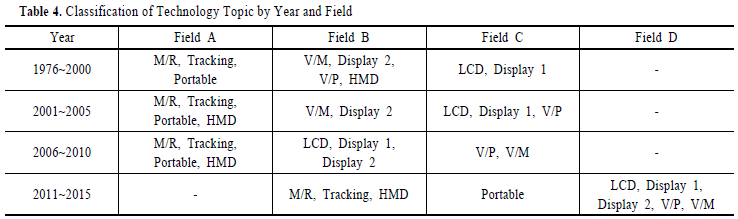 Table 4. Classification of Technology Topic by Year and Field
Year Field A Field B Field C Field D
1976~2000 M/R, Tracking, Portable V/M, Display 2, V/P, HMD LCD, Display 1 -
2001~2005 M/R, Tracking, Portable, HMD V/M, Display 2 LCD, Display 1, V/P -
2006~2010 M/R, Tracking, Portable, HMD LCD, Display 1, Display 2 V/P, V/M -
2011~2015 - M/R, Tracking, HMD Portable LCD, Display 1, Display 2, V/P, V/M